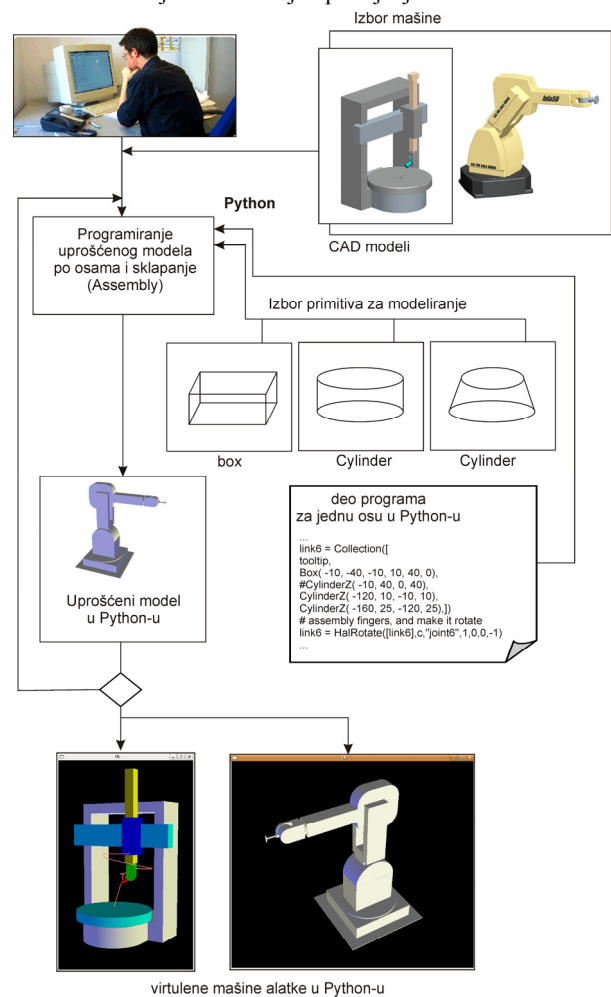 Izbor mašine
lola50
CAD modeli
Python
Programiranje
uprošćenog modela
po osama i sklapanje
(Assembly)
Izbor primitiva za modeliranje
box
Cylinder
Cylinder
deo programa
za jednu osu u Python-u
...
link6 = Collection([
tooltip,
Box( -10, -40, -10, 10, 40, 0),
#CylinderZ( -10, 40, 0, 40),
CylinderZ( -120, 10, -10, 10),
CylinderZ( -160, 25, -120, 25),])
# assembly fingers, and make it rotate
link6 = HalRotate([link6],c,"joint6",1,0,0,-1)
...
Uprošćeni model
u Python-u
virtulene mašine alatke u Python-u